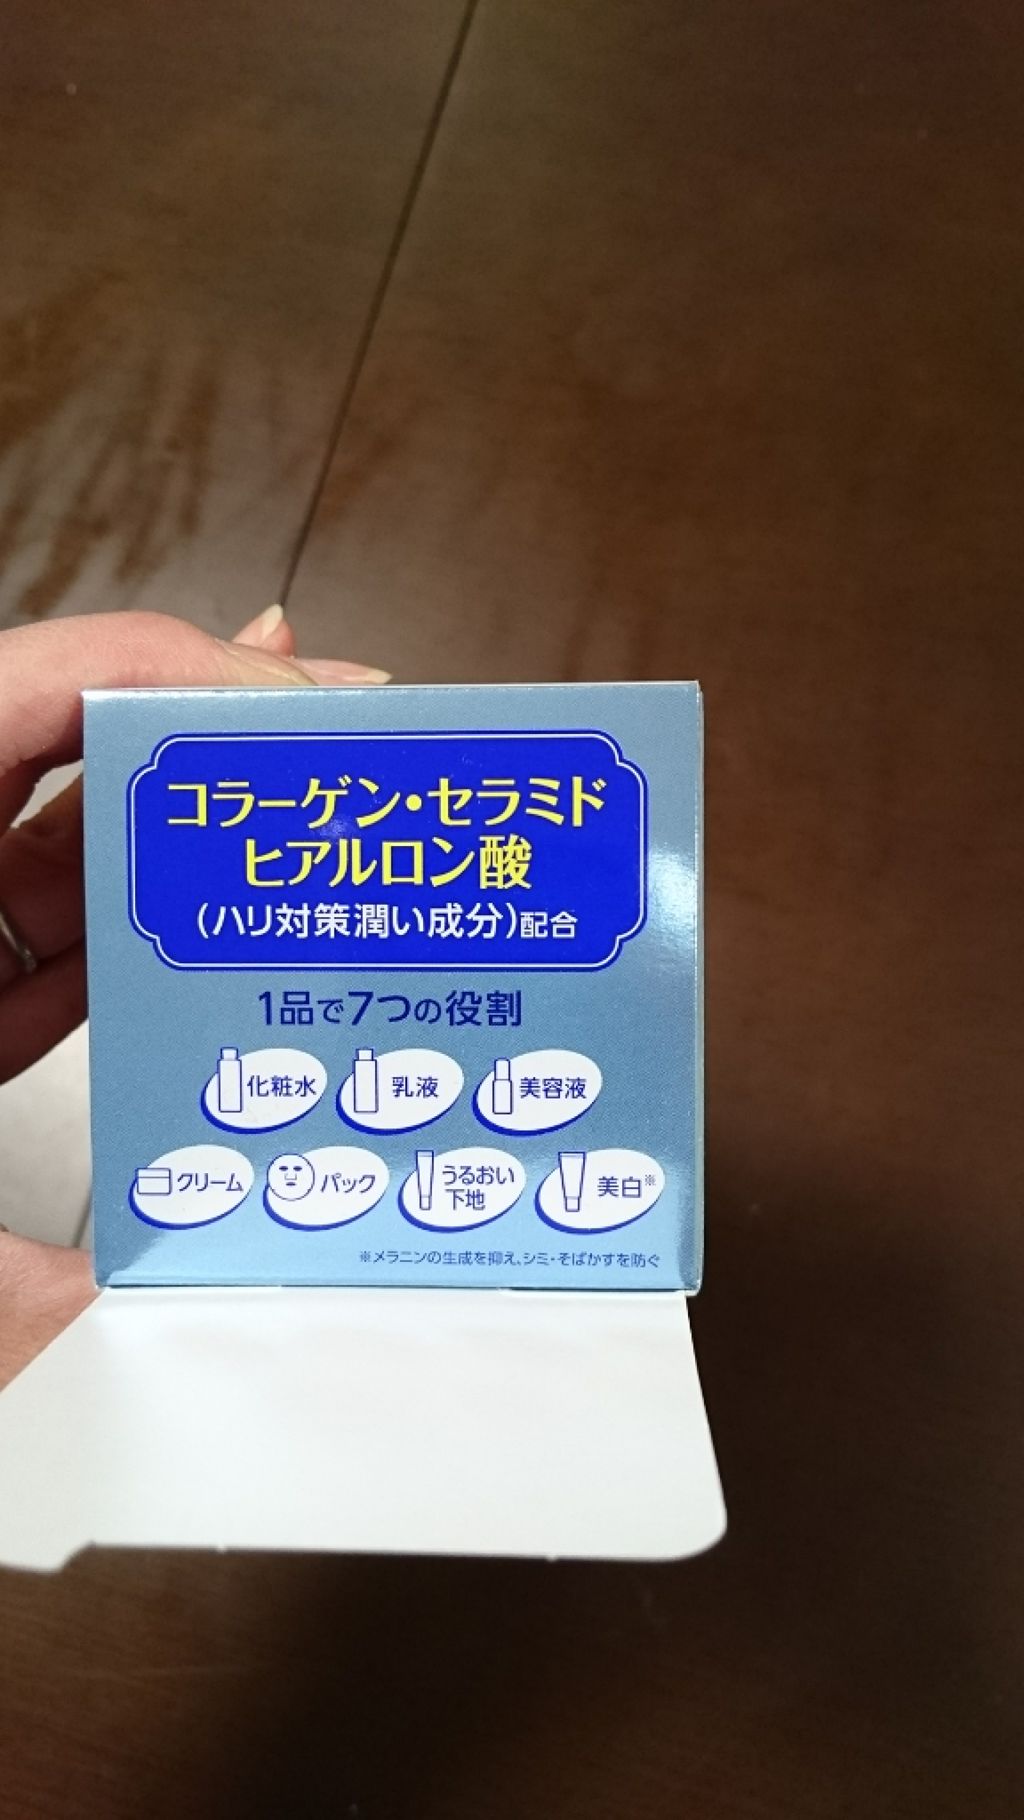 コラーゲン・セラミド
ヒアルロン酸
(ハリ対策潤い成分)配合
1品で7つの役割
化粧水 乳液 美容液
クリーム パック うるおい下地 美白※
※メラニンの生成を抑え、シミ・そばかすを防ぐ